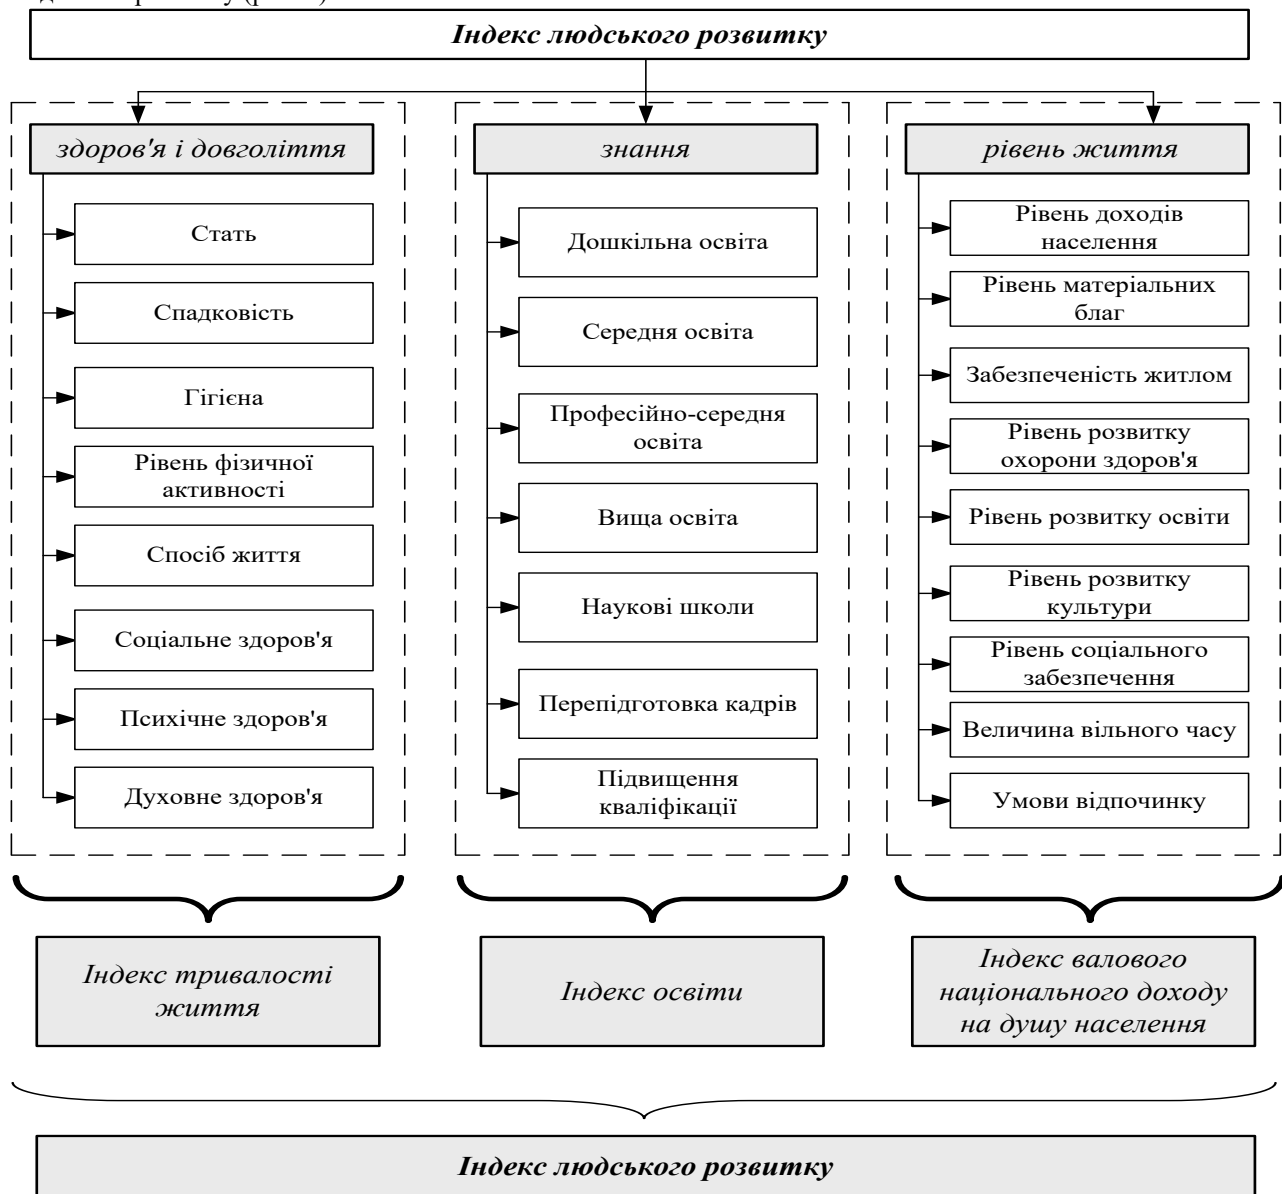 Індекс людського розвитку
здоров'я і довголіття
Стать
Спадковість
Гігієна
Рівень фізичної
активності
Спосіб життя
Соціальне здоров'я
Психічне здоров'я
Духовне здоров'я
знання
Дошкільна освіта
Середня освіта
Професійно-середня
освіта
Вища освіта
Наукові школи
Перепідготовка кадрів
Підвищення
кваліфікації
рівень життя
Рівень доходів
населення
Рівень матеріальних
благ
Забезпеченість житлом
Рівень розвитку
охорони здоров'я
Рівень розвитку освіти
Рівень розвитку
культури
Рівень соціального
забезпечення
Величина вільного часу
Умови відпочинку
Індекс тривалості
життя
Індекс освіти
Індекс валового
національного доходу
на душу населення
Індекс людського розвитку